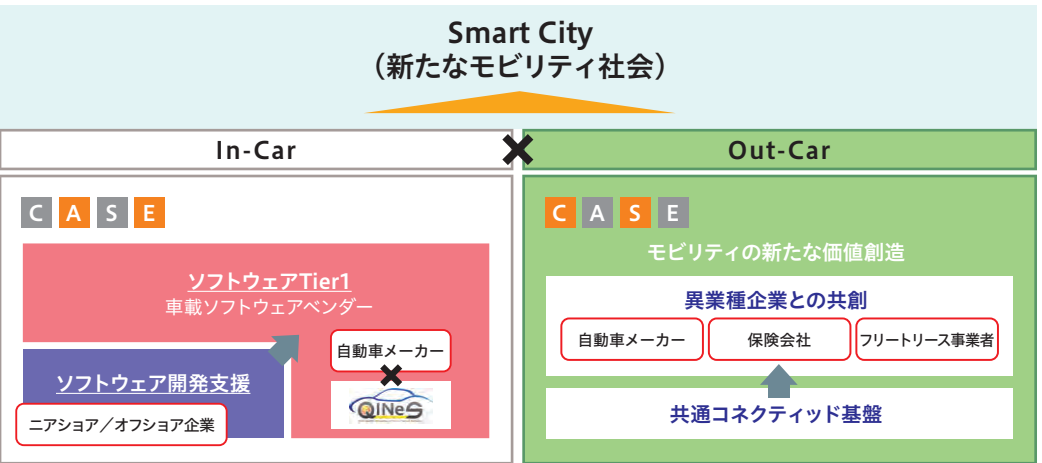 Smart City
（新たなモビリティ社会）
In-Car
Out-Car
C A S E
ソフトウェアTier1
車載ソフトウェアベンダー
自動車メーカー
QINeS
ソフトウェア開発支援
ニアショア／オフショア企業
C A S E
モビリティの新たな価値創造
異業種企業との共創
自動車メーカー
保険会社
フリートリース事業者
共通コネクティッド基盤